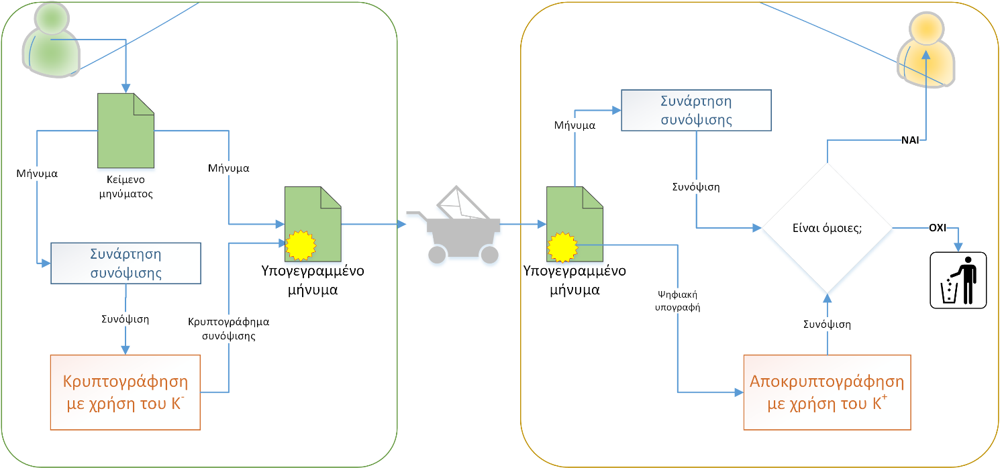 Μήνυμα
Κείμενο
μηνύματος
Μήνυμα
Συνάρτηση
συνόψισης
Υπογεγραμμένο
μήνυμα
Συνόψιση
Κρυπτογράφημα
σύνοψισης
Κρυπτογράφηση
με χρήση του Κ⁻
Συνάρτηση
συνόψισης
Μήνυμα
ΝΑΙ
Συνόψιση
Είναι όμοιες;
ΟΧΙ
Υπογεγραμμένο
μήνυμα
Ψηφιακή
υπογραφή
Συνόψιση
Αποκρυπτογράφηση
με χρήση του Κ⁺